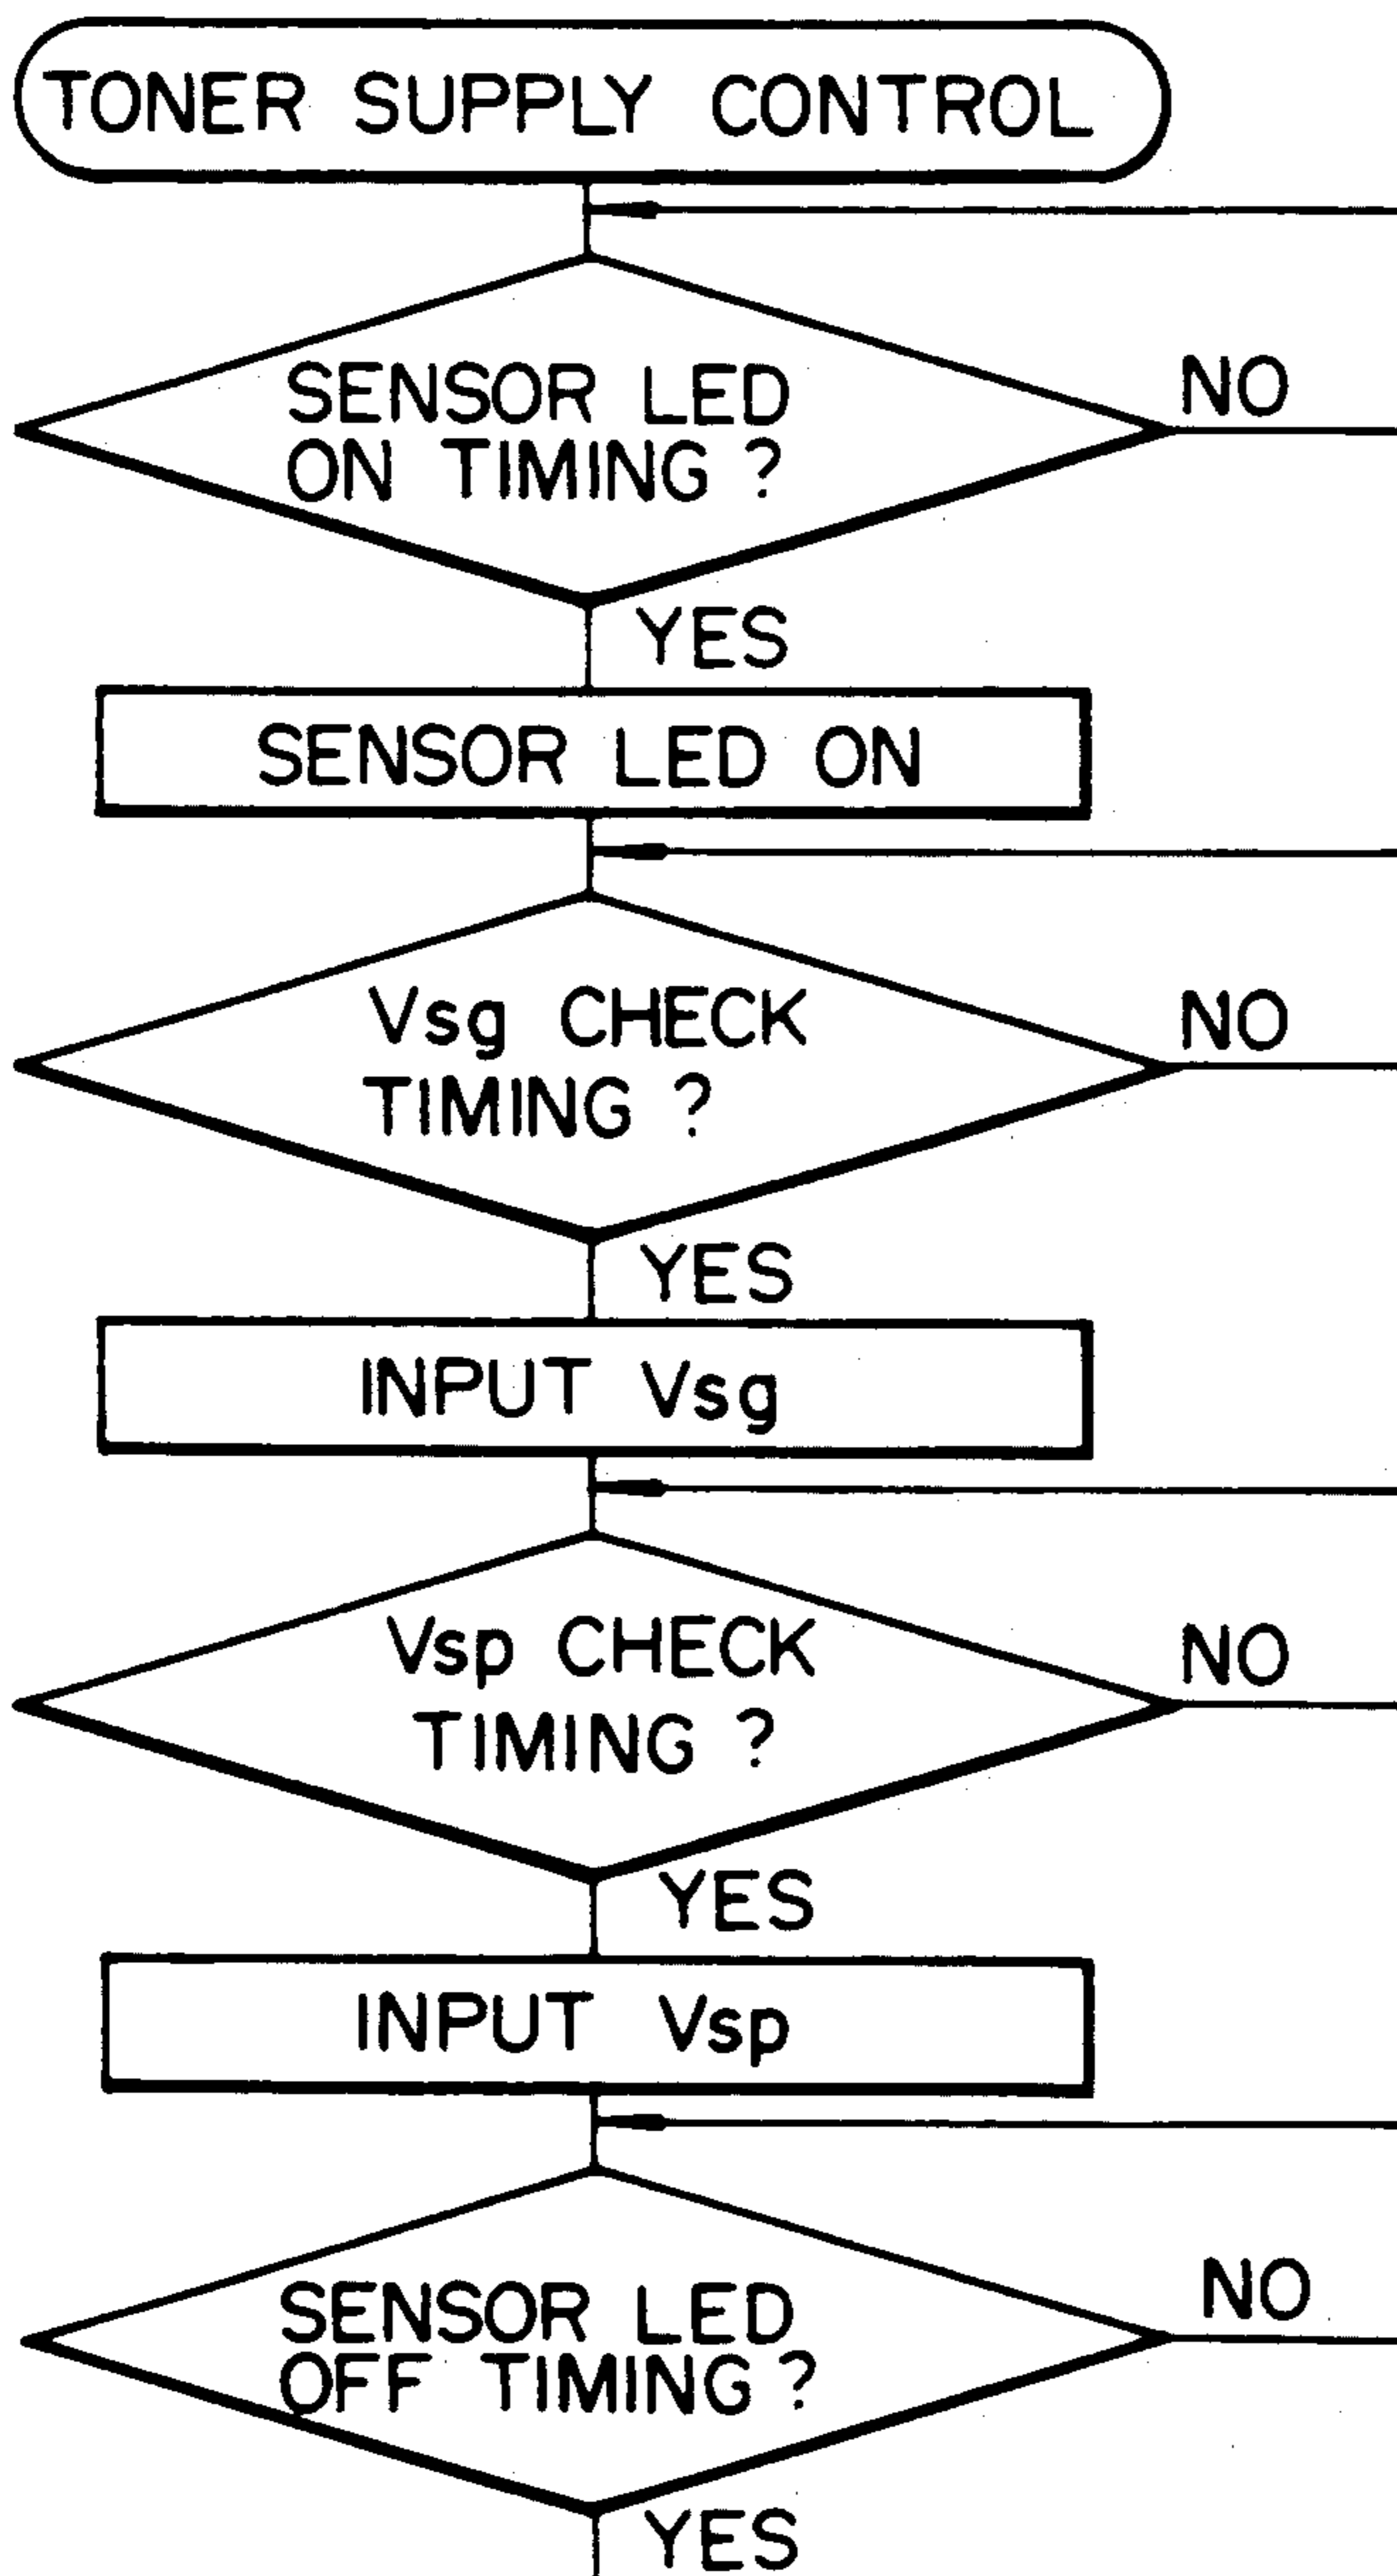 TONER SUPPLY CONTROL
SENSOR LED
ON TIMING ?
NO
YES
SENSOR LED ON
Vsg CHECK
TIMING ?
NO
YES
INPUT Vsg
Vsp CHECK
TIMING ?
NO
YES
INPUT Vsp
SENSOR LED
OFF TIMING ?
NO
YES